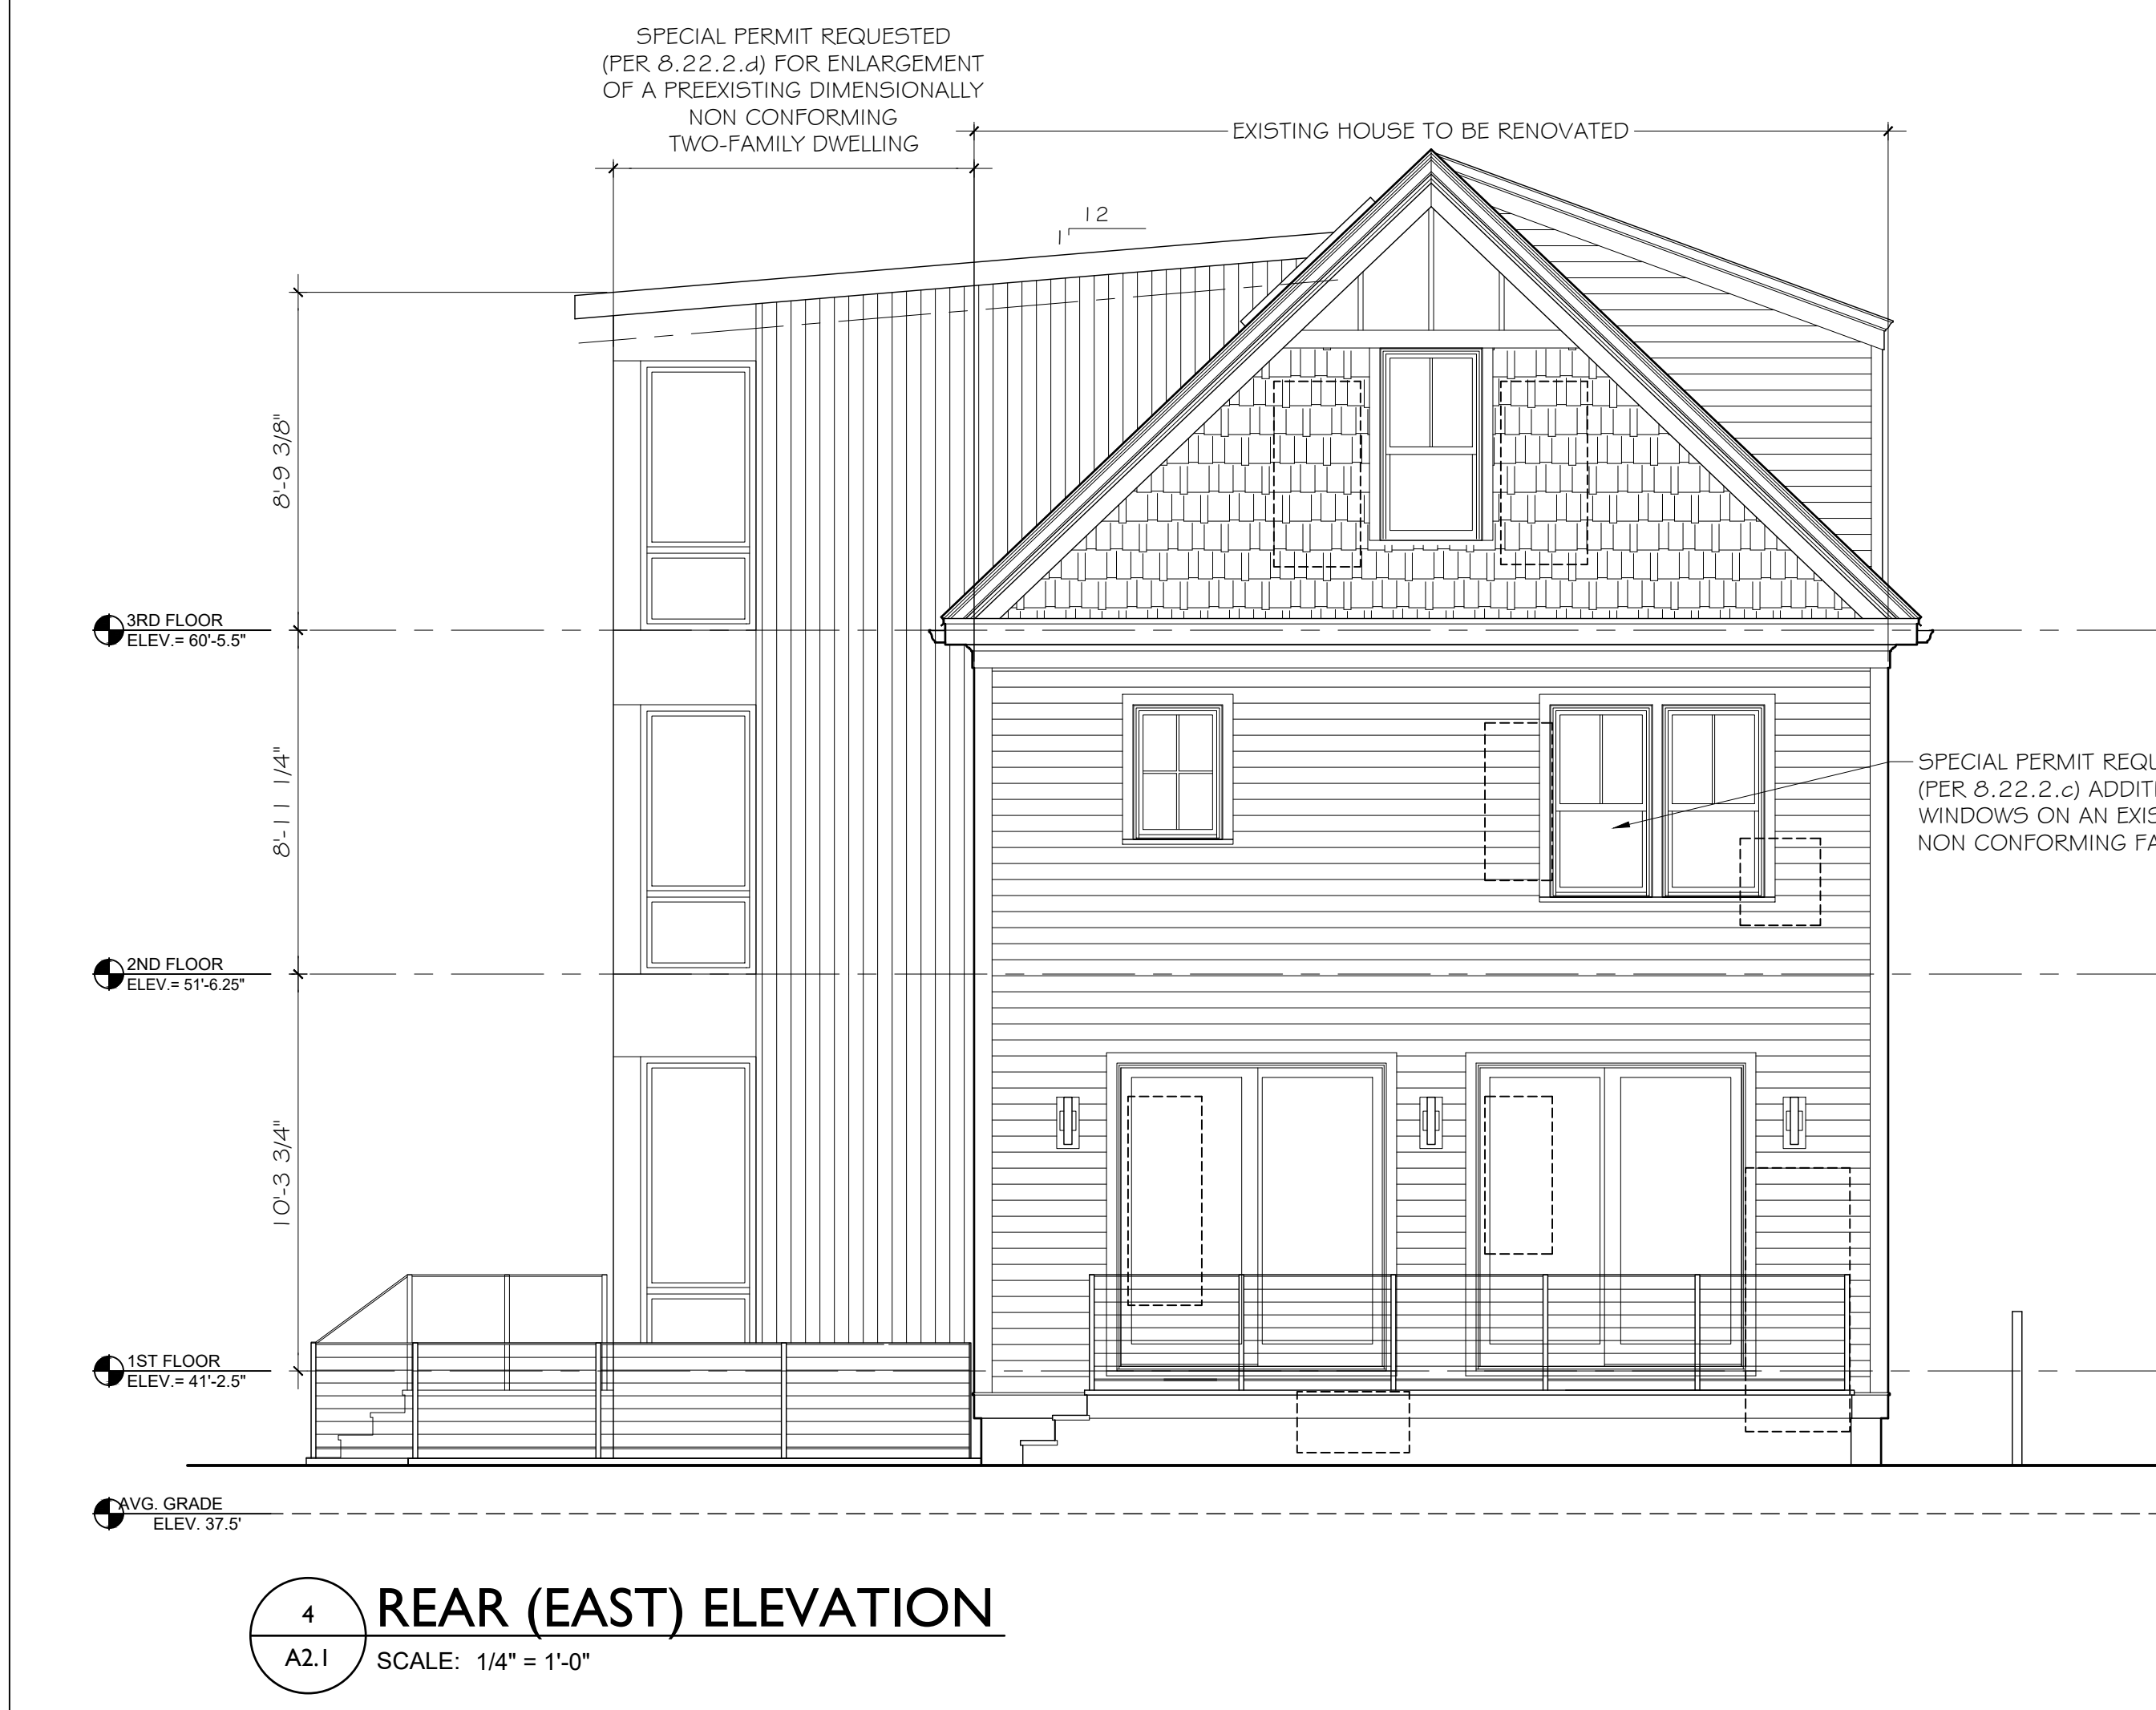 SPECIAL PERMIT REQUESTED
(PER 8.22.2.d) FOR ENLARGEMENT
OF A PREEXISTING DIMENSIONALLY
NON CONFORMING
TWO-FAMILY DWELLING
EXISTING HOUSE TO BE RENOVATED
12
1
8'-9 3/8"
3RD FLOOR
ELEV.= 60'-5.5"
8'-11 1/4"
SPECIAL PERMIT REQU
(PER 8.22.2.c) ADDIT
WINDOWS ON AN EXIS
NON CONFORMING FA
2ND FLOOR
ELEV.= 51'-6.25"
10'-3 3/4"
1ST FLOOR
ELEV.= 41'-2.5"
AVG. GRADE
ELEV. 37.5'
4
A2.1
REAR (EAST) ELEVATION
SCALE: 1/4" = 1'-0"